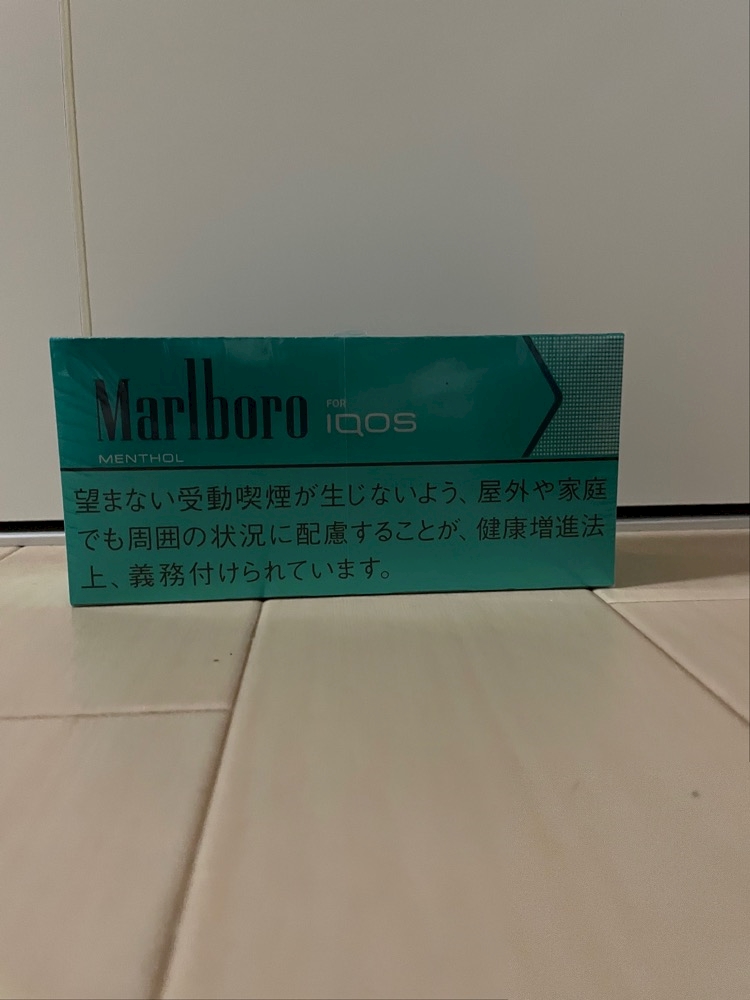 Marlboro FOR IQOS
MENTHOL
望まない受動喫煙が生じないよう、屋外や家庭
でも周囲の状況に配慮することが、健康増進法
上、義務付けられています。